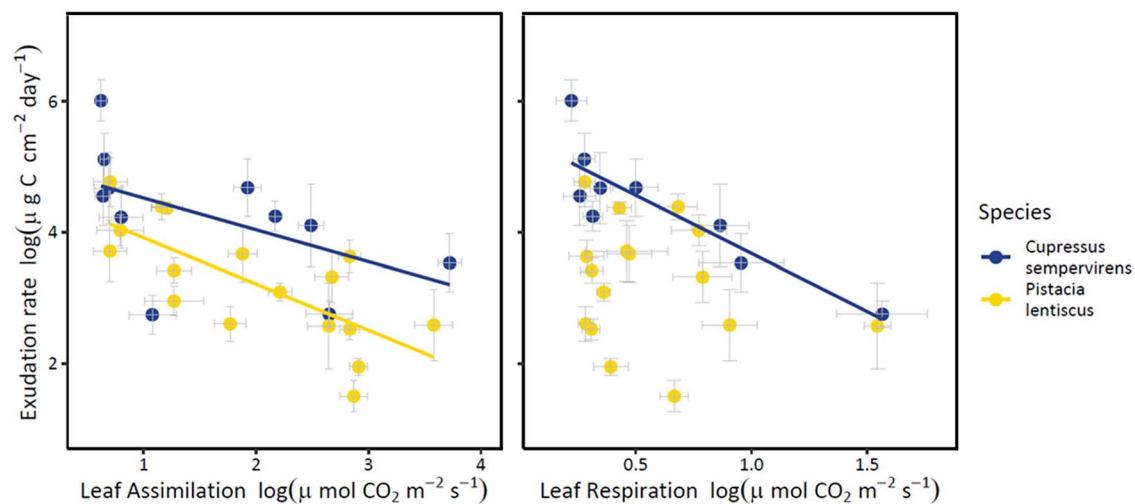 Exudation rate log(μ g C cm⁻² day⁻¹)
6
4
2
1 2 3 4
0.5 1.0 1.5
Leaf Assimilation log(μ mol CO₂ m⁻² s⁻¹)
Leaf Respiration log(μ mol CO₂ m⁻² s⁻¹)
Species
Cupressus
sempervirens
Pistacia
lentiscus